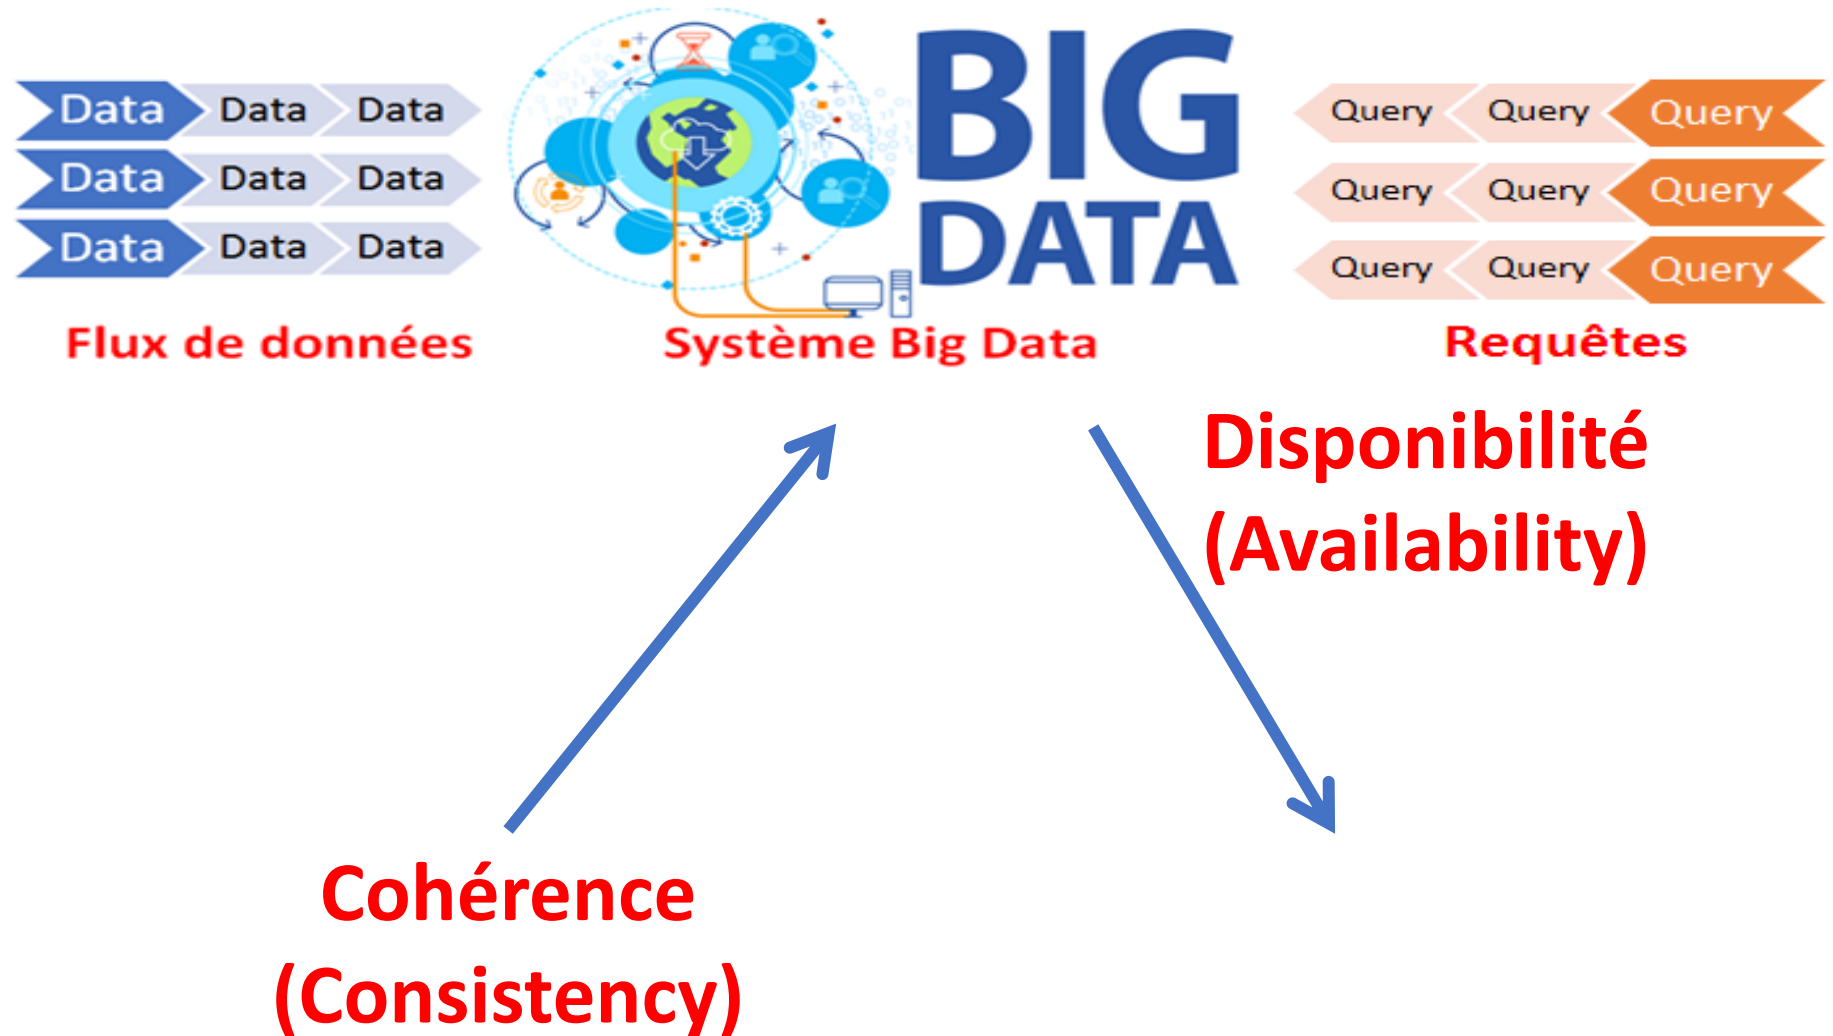 Data Data Data
Data Data Data
Data Data Data
Flux de données
BIG
DATA
Système Big Data
Query Query Query
Query Query Query
Query Query Query
Requêtes
Disponibilité
(Availability)
Cohérence
(Consistency)